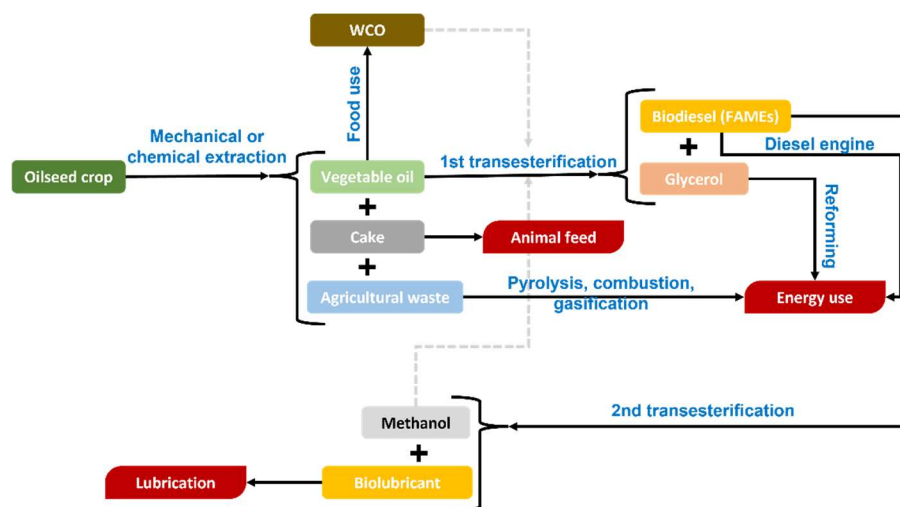 WCO
Food use
Mechanical or
chemical extraction
Oilseed crop
Vegetable oil
+
Cake
+
Agricultural waste
1st transesterification
Biodiesel (FAMEs)
+
Glycerol
Diesel engine
Reforming
Animal feed
Pyrolysis, combustion,
gasification
Energy use
2nd transesterification
Methanol
+
Biolubricant
Lubrication